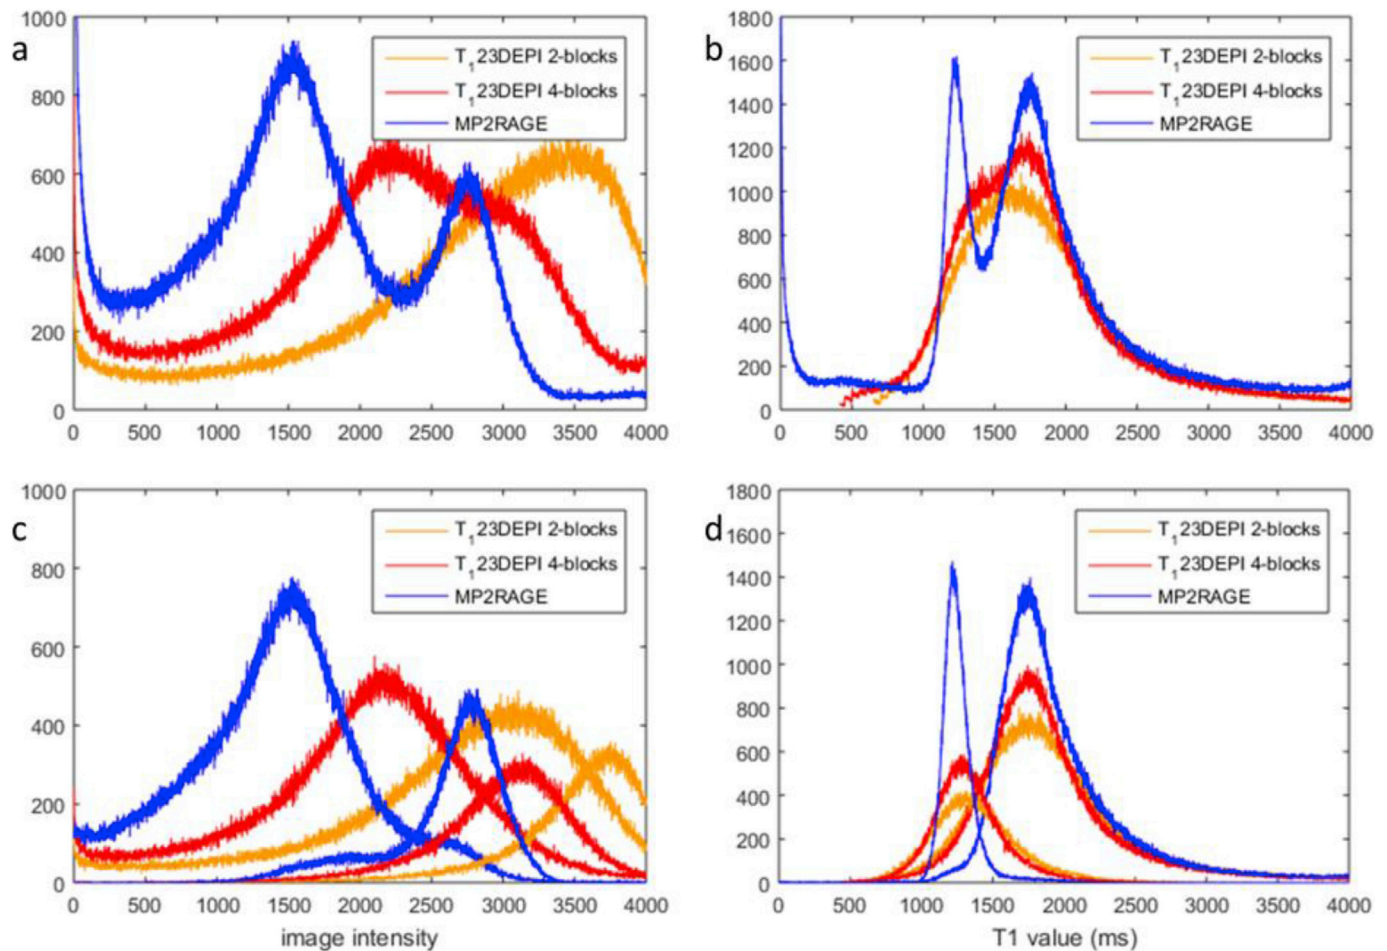 a
1000
800
600
400
200
0
0 500 1000 1500 2000 2500 3000 3500 4000
T₁23DEPI 2-blocks
T₁23DEPI 4-blocks
MP2RAGE
b
1800
1600
1400
1200
1000
800
600
400
200
0
0 500 1000 1500 2000 2500 3000 3500 4000
T₁23DEPI 2-blocks
T₁23DEPI 4-blocks
MP2RAGE
c
1000
800
600
400
200
0
0 500 1000 1500 2000 2500 3000 3500 4000
image intensity
T₁23DEPI 2-blocks
T₁23DEPI 4-blocks
MP2RAGE
d
1800
1600
1400
1200
1000
800
600
400
200
0
0 500 1000 1500 2000 2500 3000 3500 4000
T1 value (ms)
T₁23DEPI 2-blocks
T₁23DEPI 4-blocks
MP2RAGE